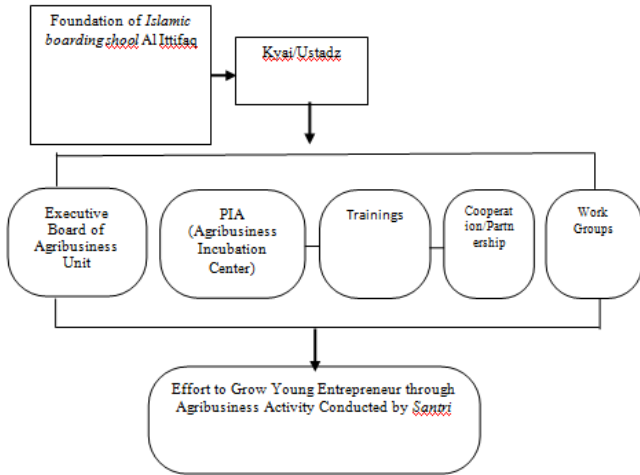 Foundation of Islamic
boarding shool Al Ittifaq
Kyai/Ustadz
Executive
Board of
Agribusiness
Unit
PIA
(Agribusiness
Incubation
Center)
Trainings
Cooperat
ion/Partn
ership
Work
Groups
Effort to Grow Young Entrepreneur through
Agribusiness Activity Conducted by Santri